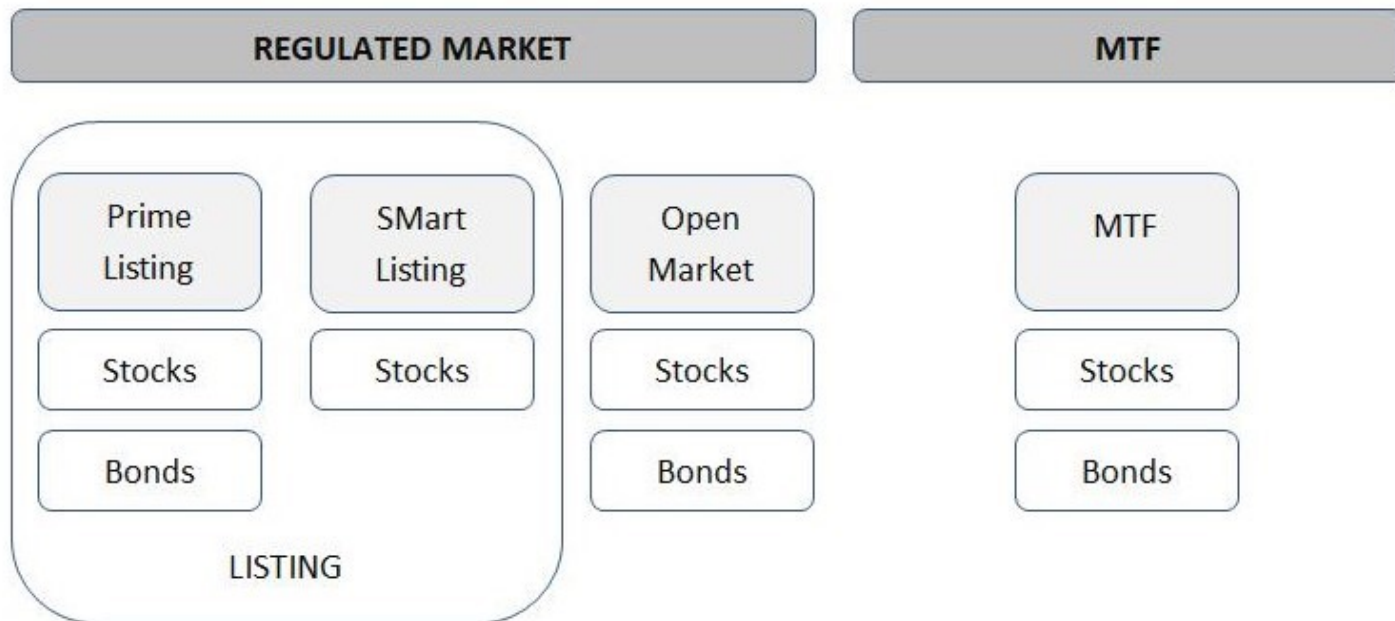 REGULATED MARKET
MTF
Prime
Listing
SMart
Listing
Open
Market
MTF
Stocks
Stocks
Stocks
Stocks
Bonds
Bonds
Bonds
LISTING